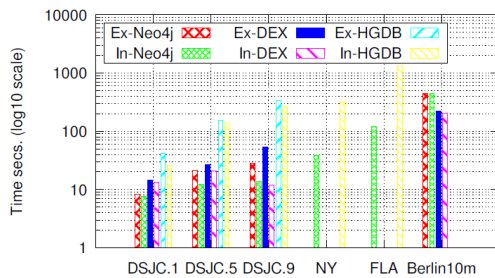 10000
Ex-Neo4j Ex-DEX Ex-HGDB
In-Neo4j In-DEX In-HGDB
1000
100
10
1
Time secs. (log10 scale)
DSJC.1 DSJC.5 DSJC.9 NY FLA Berlin10m